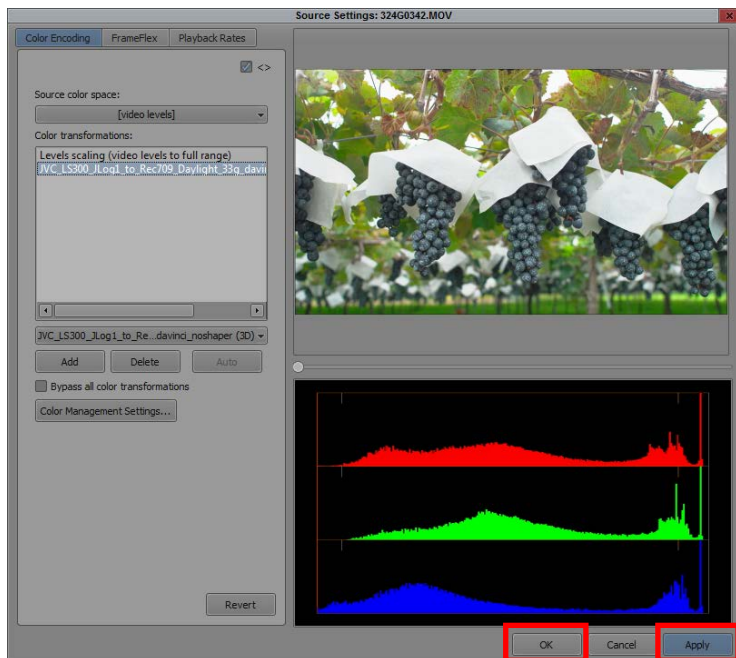 Source Settings: 324G0342.MOV
Color Encoding FrameFlex Playback Rates
<>
Source color space:
[video levels]
Color transformations:
Levels scaling (video levels to full range)
JVC_LS300_JLog1_to_Rec709_Daylight_33g_davin
JVC_LS300_JLog1_to_Re...davinci_noshaper (3D)
Add Delete Auto
Bypass all color transformations
Color Management Settings...
Revert
OK Cancel Apply